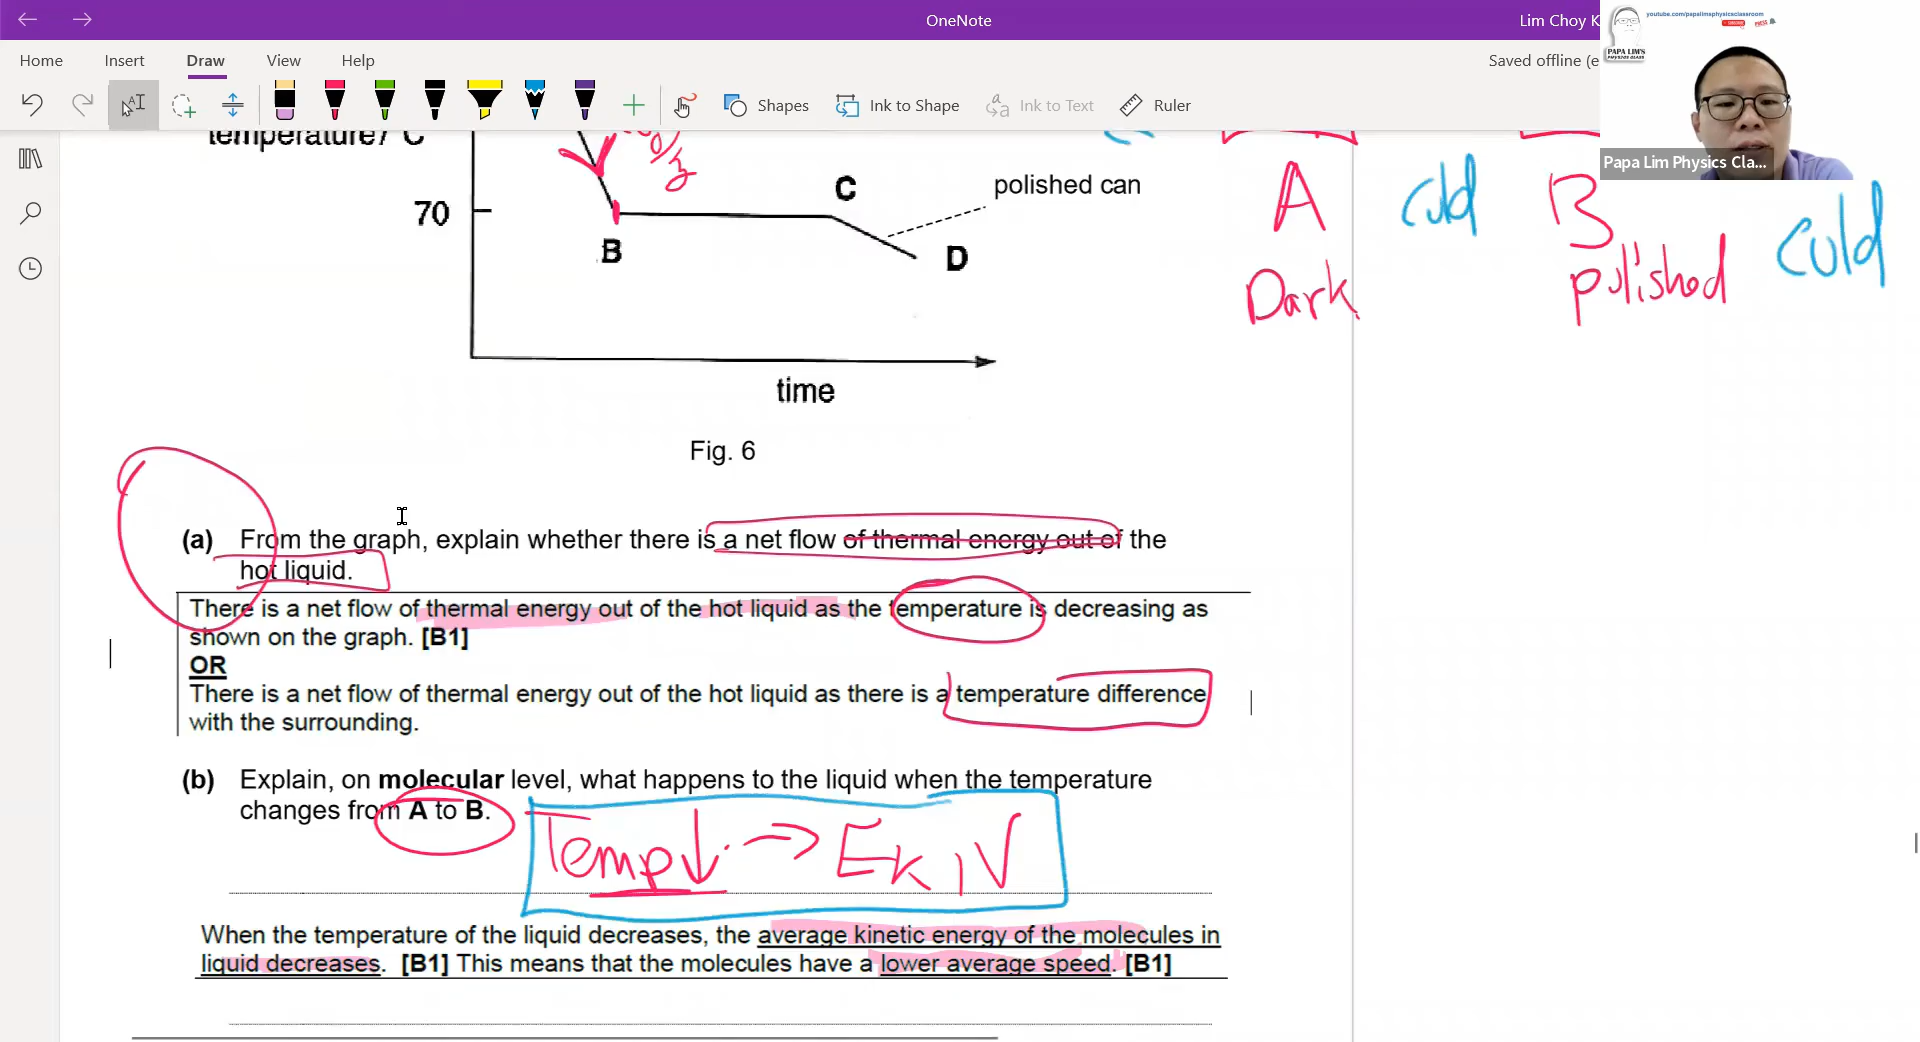 OneNote
Lim Choy K
youtube.com/papalimsphysicsclassroom
PAPA LIM'S
PHYSICS CLASS
Home Insert Draw View Help
Saved offline (e
Shapes Ink to Shape Ink to Text Ruler
Papa Lim Physics Cla...
temperature/°C
70
B
C
D
polished can
time
A cold B cold
Dark polished
Fig. 6
(a) From the graph, explain whether there is a net flow of thermal energy out of the
hot liquid.
There is a net flow of thermal energy out of the hot liquid as the temperature is decreasing as
shown on the graph. [B1]
OR
There is a net flow of thermal energy out of the hot liquid as there is a temperature difference
with the surrounding.
(b) Explain, on molecular level, what happens to the liquid when the temperature
changes from A to B.
Temp↓ → EK ↓
When the temperature of the liquid decreases, the average kinetic energy of the molecules in
liquid decreases. [B1] This means that the molecules have a lower average speed. [B1]